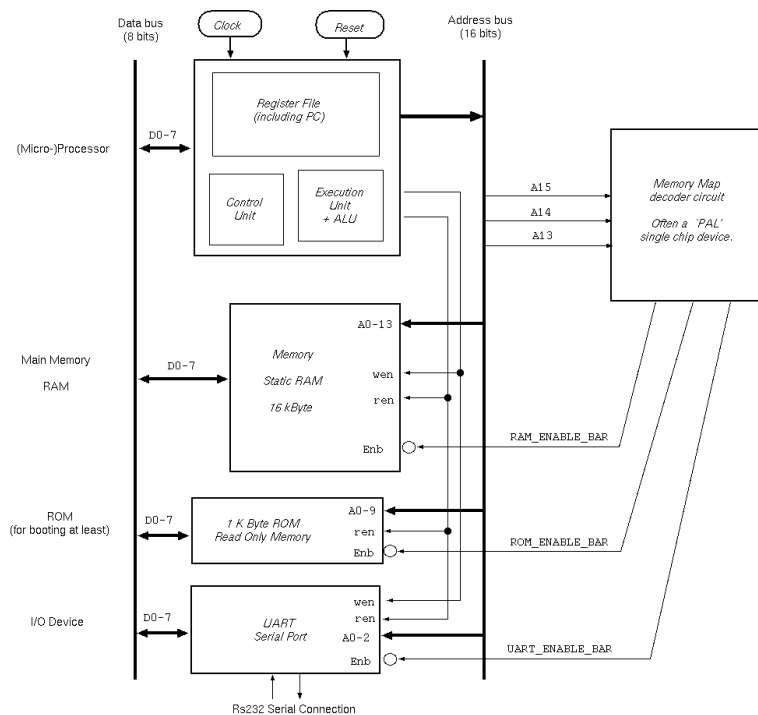 Data bus
(8 bits)
Clock
Reset
Address bus
(16 bits)
Register File
(including PC)
D0-7
(Micro-)Processor
Control
Unit
Execution
Unit
+ ALU
A15
A14
A13
Memory Map
decoder circuit
Often a `PAL'
single chip device.
A0-13
Main Memory
RAM
D0-7
Memory
Static RAM
16 kByte
wen
ren
Enb
RAM_ENABLE_BAR
ROM
(for booting at least)
D0-7
1 K Byte ROM
Read Only Memory
A0-9
ren
Enb
ROM_ENABLE_BAR
I/O Device
D0-7
UART
Serial Port
wen
ren
A0-2
Enb
UART_ENABLE_BAR
Rs232 Serial Connection